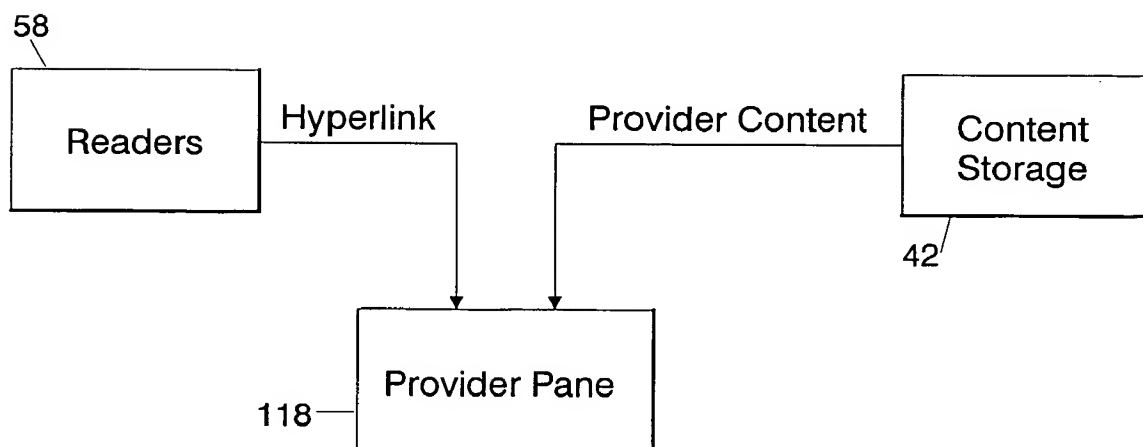 58
Readers
Hyperlink
Provider Content
Content
Storage
42
Provider Pane
118